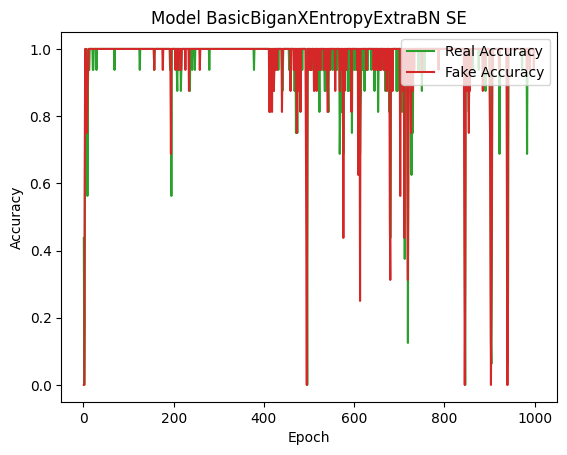 Model BasicBiganXEntropyExtraBN SE
Real Accuracy
Fake Accuracy
1.0
0.8
0.6
0.4
0.2
0.0
Accuracy
0
200
400
600
800
1000
Epoch